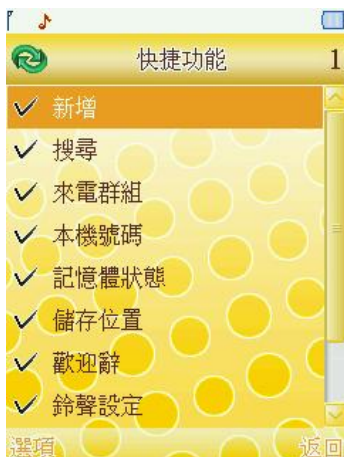 快捷功能 1
新增
搜尋
來電群組
本機號碼
記憶體狀態
儲存位置
歡迎辭
鈴聲設定
選項 返回